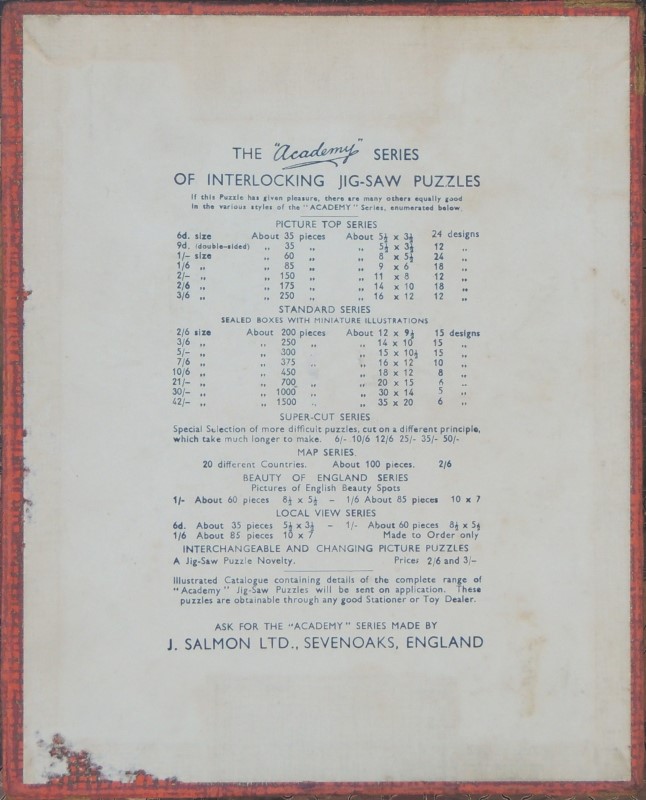 THE "Academy" SERIES
OF INTERLOCKING JIG-SAW PUZZLES
If this Puzzle has given pleasure, there are many others equally good
in the various styles of the "ACADEMY" Series, enumerated below.
PICTURE TOP SERIES
6d. size About 35 pieces About 5½ x 3½ 24 designs
9d. (double-sided) ,, 35 ,, ,, 5½ x 3½ 12 ,,
1/- size ,, 60 ,, ,, 8 x 5½ 24 ,,
1/6 ,, ,, 85 ,, ,, 9 x 6 18 ,,
2/- ,, ,, 150 ,, ,, 11 x 8 12 ,,
2/6 ,, ,, 175 ,, ,, 14 x 10 18 ,,
3/6 ,, ,, 250 ,, ,, 16 x 12 12 ,,
STANDARD SERIES
SEALED BOXES WITH MINIATURE ILLUSTRATIONS
2/6 size About 200 pieces About 12 x 9½ 15 designs
3/6 ,, ,, 250 ,, ,, 14 x 10 15 ,,
5/- ,, ,, 300 ,, ,, 15 x 10½ 15 ,,
7/6 ,, ,, 375 ,, ,, 16 x 12 10 ,,
10/6 ,, ,, 450 ,, ,, 18 x 12 8 ,,
21/- ,, ,, 700 ,, ,, 20 x 15 6 ,,
30/- ,, ,, 1000 ,, ,, 30 x 14 5 ,,
42/- ,, ,, 1500 ,, ,, 35 x 20 6 ,,
SUPER-CUT SERIES
Special Selection of more difficult puzzles, cut on a different principle,
which take much longer to make. 6/- 10/6 12/6 25/- 35/- 50/-
MAP SERIES
20 different Countries. About 100 pieces. 2/6
BEAUTY OF ENGLAND SERIES
Pictures of English Beauty Spots
1/- About 60 pieces 8½ x 5½ - 1/6 About 85 pieces 10 x 7
LOCAL VIEW SERIES
6d. About 35 pieces 5½ x 3½ - 1/- About 60 pieces 8½ x 5½
1/6 About 85 pieces 10 x 7 Made to Order only
INTERCHANGEABLE AND CHANGING PICTURE PUZZLES
A Jig-Saw Puzzle Novelty. Prices 2/6 and 3/-
Illustrated Catalogue containing details of the complete range of
"Academy" Jig-Saw Puzzles will be sent on application. These
puzzles are obtainable through any good Stationer or Toy Dealer.
ASK FOR THE "ACADEMY" SERIES MADE BY
J. SALMON LTD., SEVENOAKS, ENGLAND